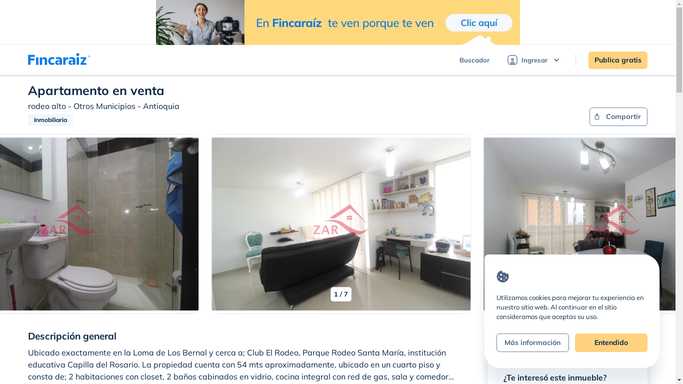 En Fincaraíz te ven porque te ven
Clic aquí
Fincaraíz
Buscador
Ingresar
Publica gratis
Apartamento en venta
rodeo alto - Otros Municipios - Antioquia
Inmobiliaria
Compartir
ZAR
ZAR
ZAR
1 / 7
Utilizamos cookies para mejorar tu experiencia en
nuestro sitio web. Al continuar en el sitio
consideramos que aceptas su uso.
Más información
Entendido
Descripción general
Ubicado exactamente en la Loma de Los Bernal y cerca a; Club El Rodeo, Parque Rodeo Santa María, institución
educativa Capilla del Rosario. La propiedad cuenta con 54 mts aproximadamente, ubicado en un cuarto piso y
consta de; 2 habitaciones con closet, 2 baños cabinados en vidrio, cocina integral con red de gas, sala y comedor...
¿Te interesó este inmueble?